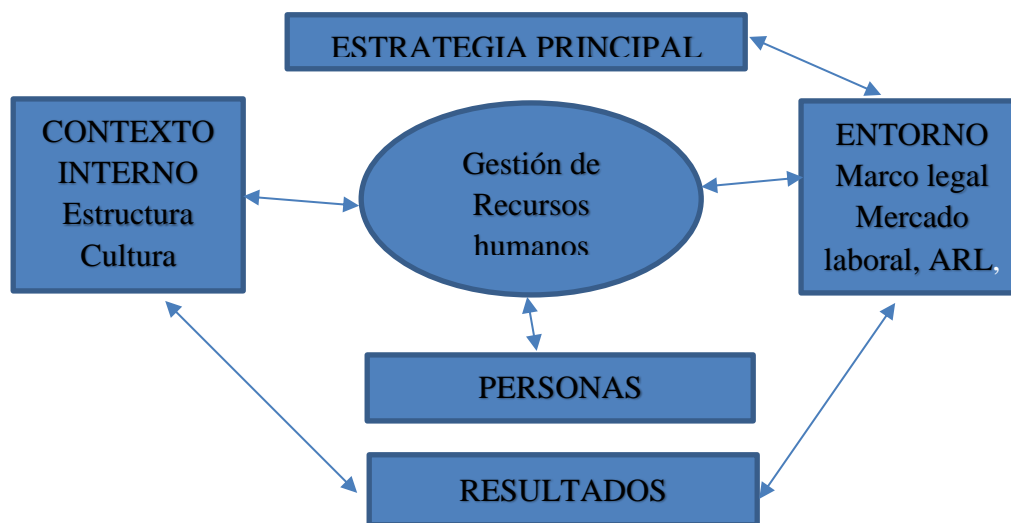 ESTRATEGIA PRINCIPAL
CONTEXTO
INTERNO
Estructura
Cultura
Gestión de
Recursos
humanos
ENTORNO
Marco legal
Mercado
laboral, ARL,
PERSONAS
RESULTADOS